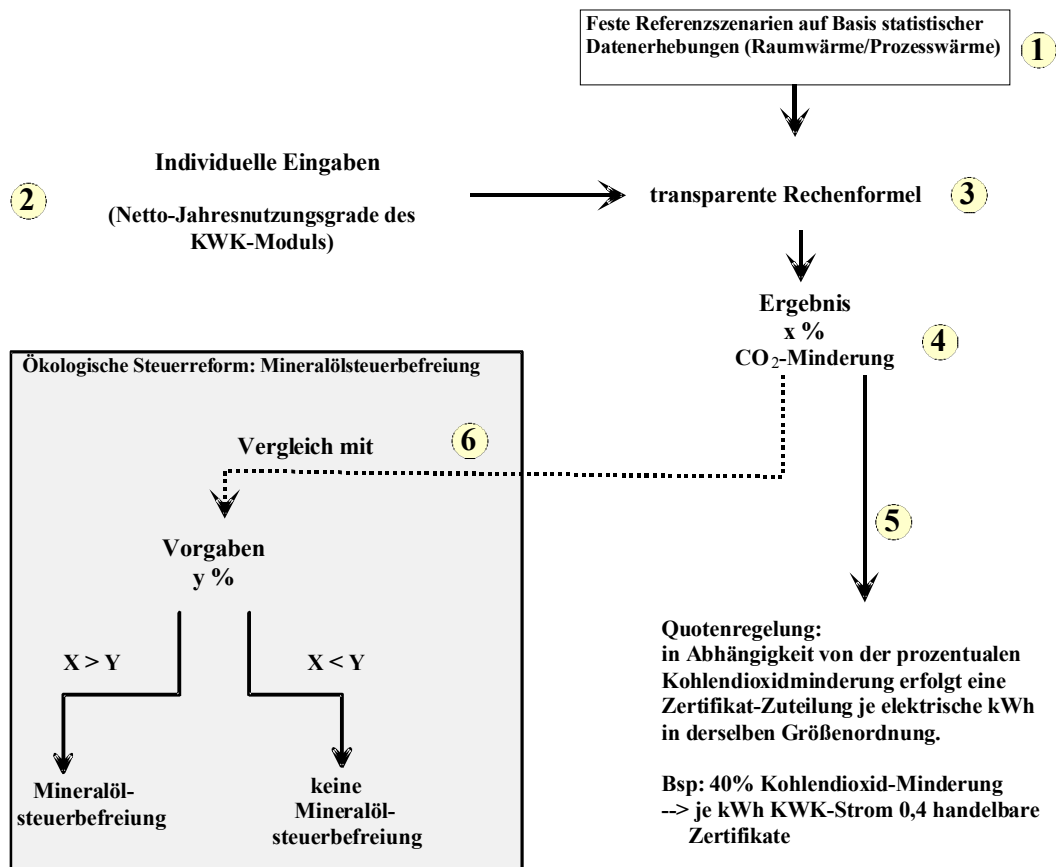 Feste Referenzszenarien auf Basis statistischer
Datenerhebungen (Raumwärme/Prozesswärme)
1
Individuelle Eingaben
2
(Netto-Jahresnutzungsgrade des
KWK-Moduls)
transparente Rechenformel
3
Ergebnis
x %
CO₂-Minderung
4
Ökologische Steuerreform: Mineralölsteuerbefreiung
Vergleich mit
6
5
Vorgaben
y %
X > Y
X < Y
Mineralöl-
steuerbefreiung
keine
Mineralöl-
steuerbefreiung
Quotenregelung:
in Abhängigkeit von der prozentualen
Kohlendioxidminderung erfolgt eine
Zertifikat-Zuteilung je elektrische kWh
in derselben Größenordnung.
Bsp: 40% Kohlendioxid-Minderung
--> je kWh KWK-Strom 0,4 handelbare
Zertifikate